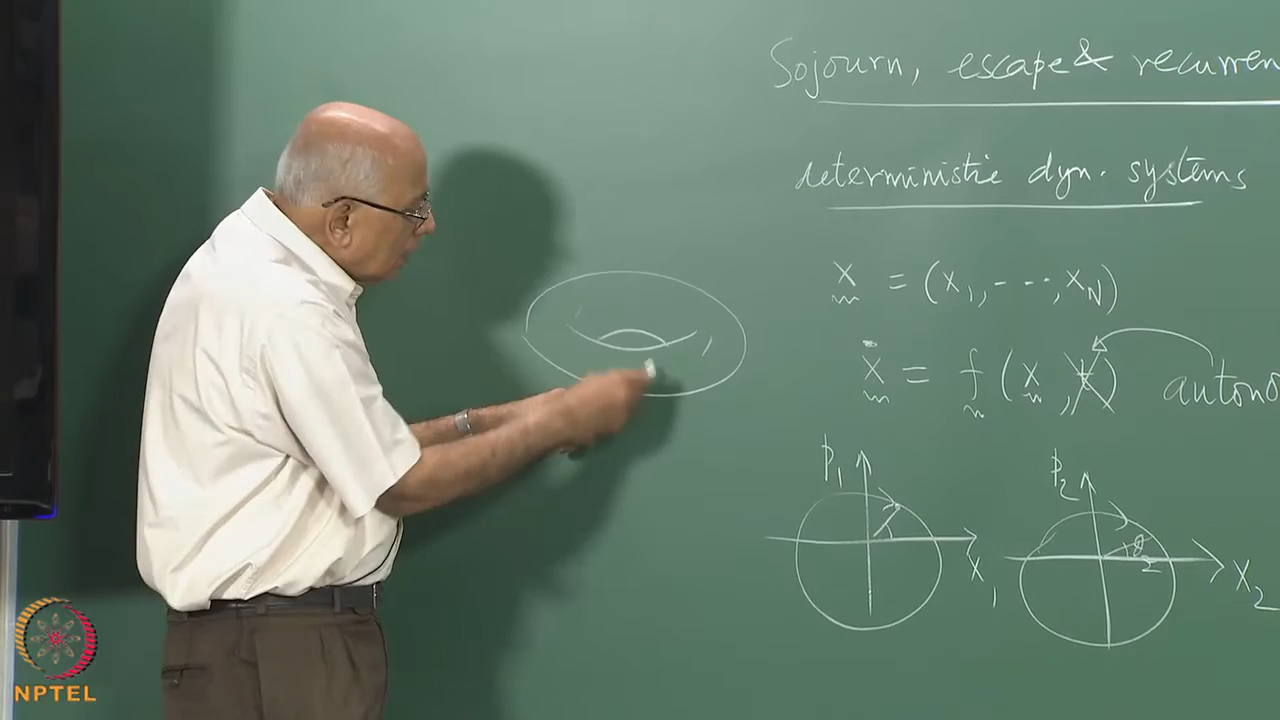 Sojourn, escape & recurren
deterministic dyn. systems
x = (x1, - - -, xN)
ẋ = f (x, t) autono
p1
x1
p2
θ2
x2
NPTEL